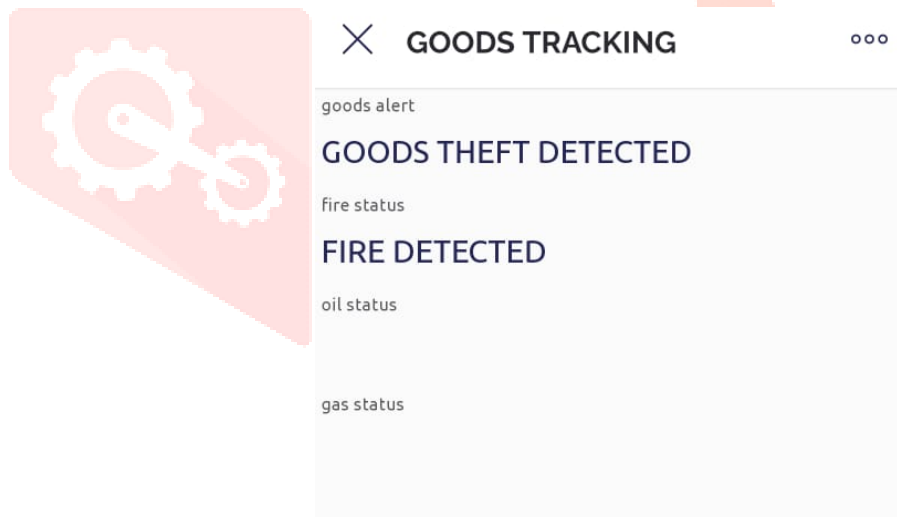 GOODS TRACKING
goods alert
GOODS THEFT DETECTED
fire status
FIRE DETECTED
oil status
gas status